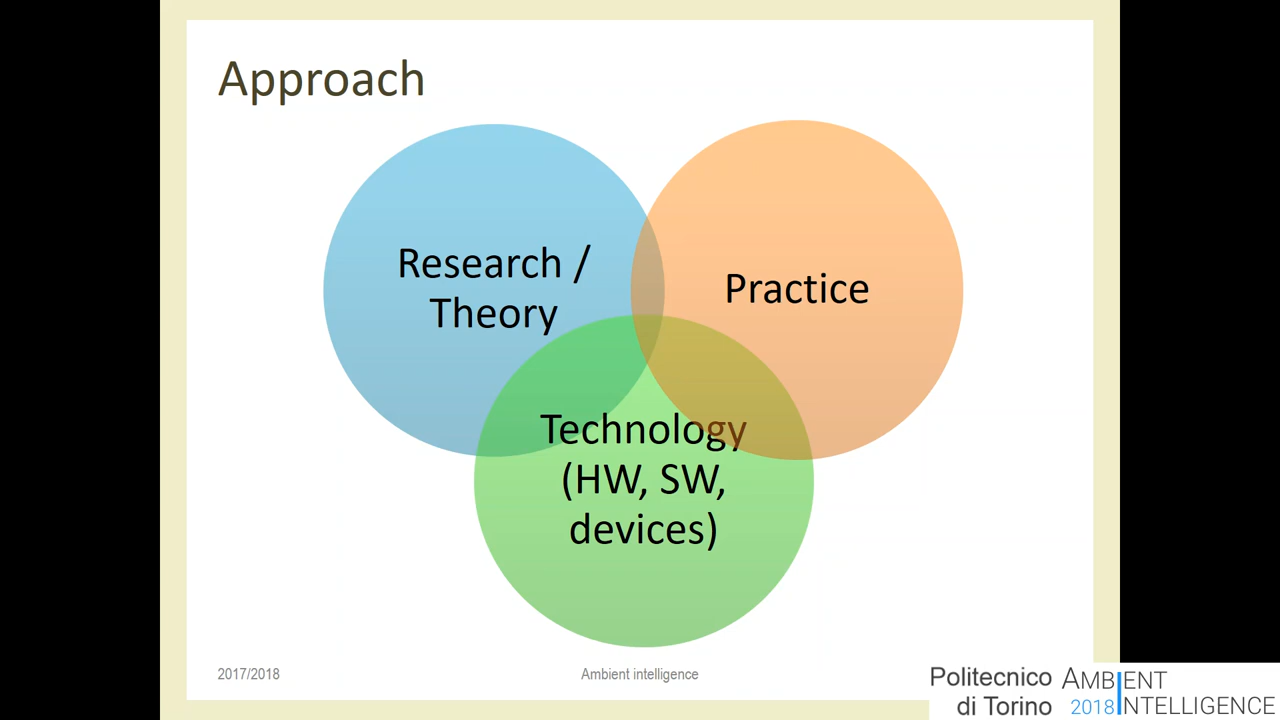 Approach
Research /
Theory
Practice
Technology
(HW, SW,
devices)
2017/2018
Ambient intelligence
Politecnico
di Torino
AMBIENT
2018 INTELLIGENCE